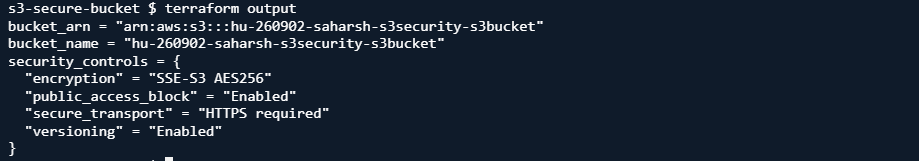 s3-secure-bucket $ terraform output
bucket_arn = "arn:aws:s3:::hu-260902-saharsh-s3security-s3bucket"
bucket_name = "hu-260902-saharsh-s3security-s3bucket"
security_controls = {
  "encryption" = "SSE-S3 AES256"
  "public_access_block" = "Enabled"
  "secure_transport" = "HTTPS required"
  "versioning" = "Enabled"
}